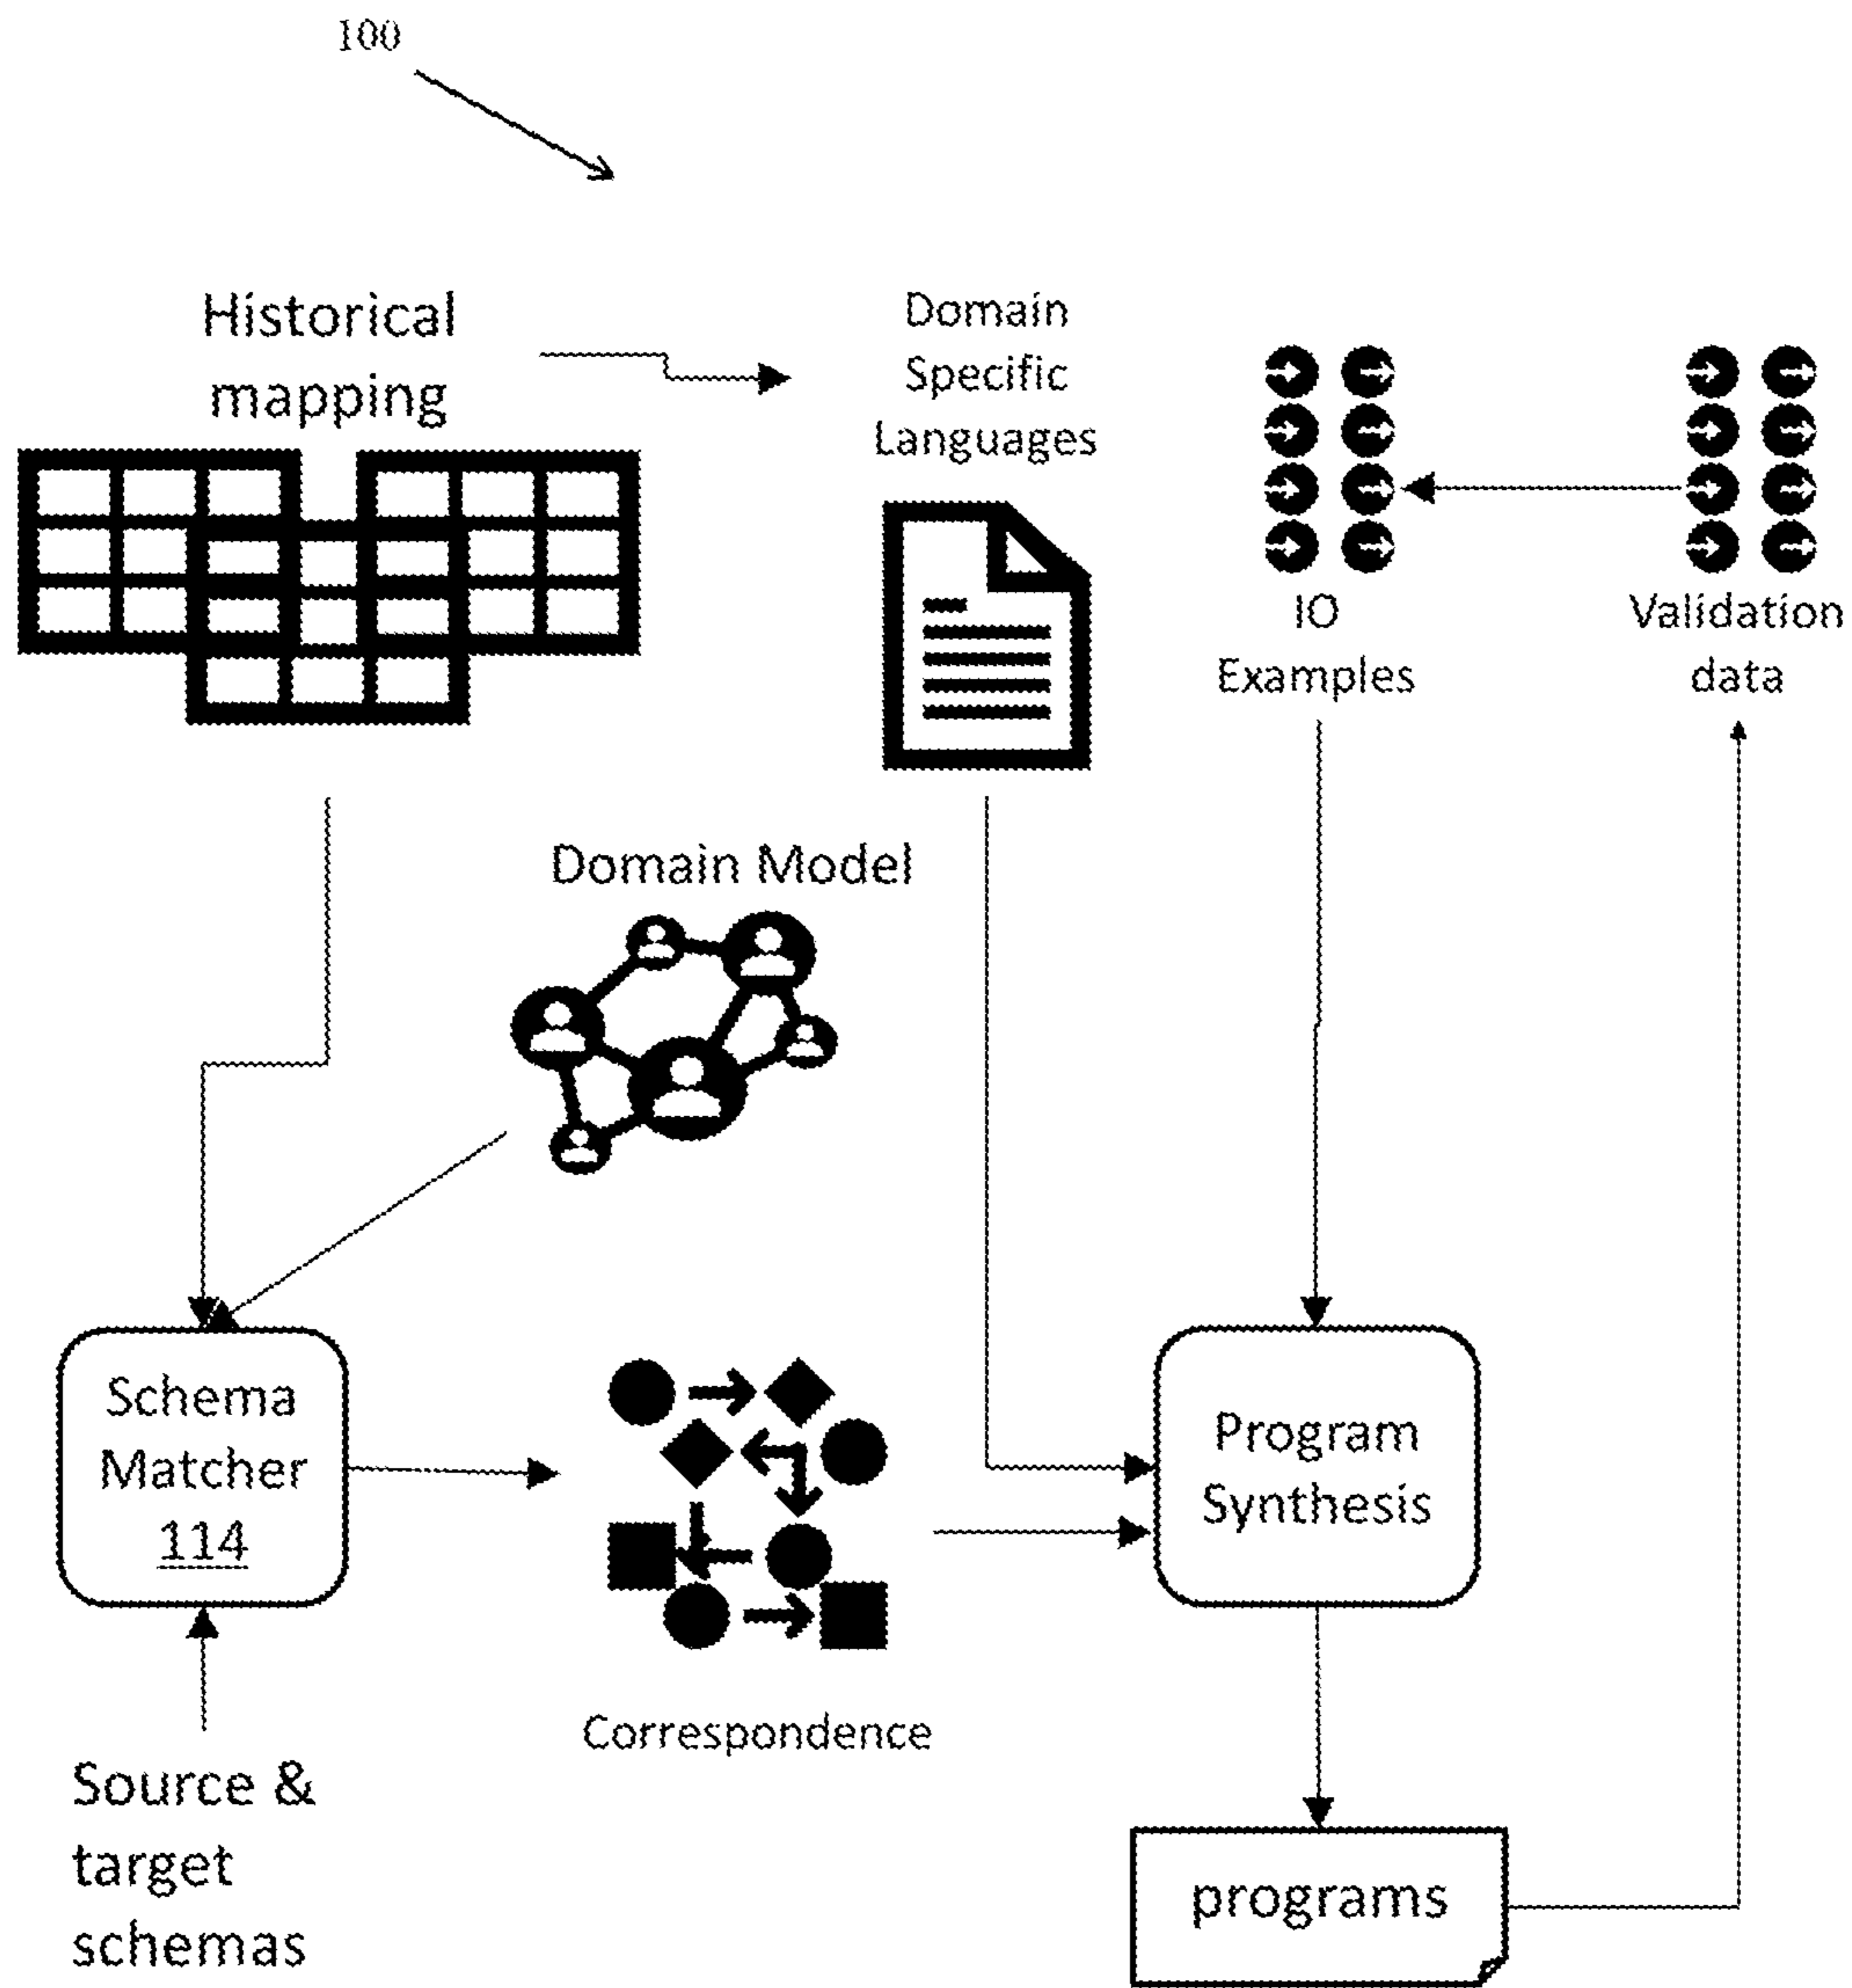 100
Historical
mapping
Domain
Specific
Languages
IO
Examples
Validation
data
Domain Model
Schema
Matcher
114
Program
Synthesis
Correspondence
Source &
target
schemas
programs